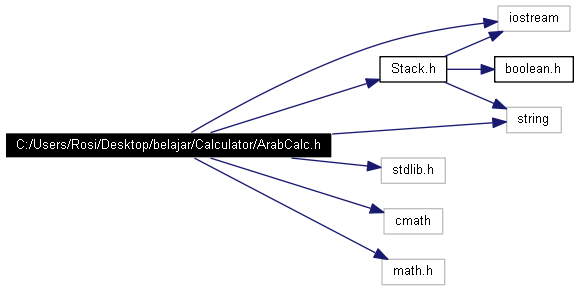 iostream
Stack.h
boolean.h
string
C:/Users/Rosi/Desktop/belajar/Calculator/ArabCalc.h
stdlib.h
cmath
math.h